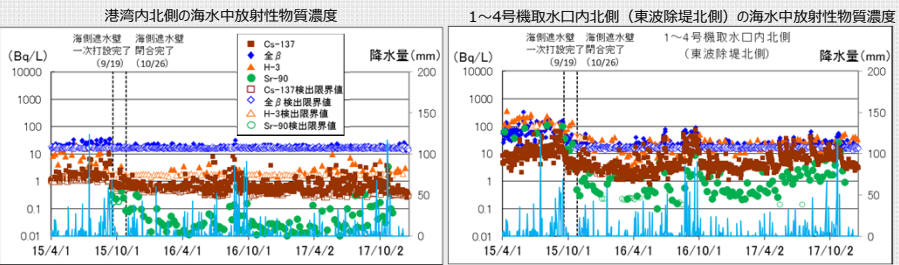 港湾内北側の海水中放射性物質濃度
海側遮水壁 海側遮水壁
一次打設完了 閉合完了
(9/19) (10/26)
(Bq/L)
降水量(mm)
10000
1000
100
10
1
0.1
0.01
200
150
100
50
0
Cs-137
全β
H-3
Sr-90
Cs-137検出限界値
全β検出限界値
H-3検出限界値
Sr-90検出限界値
15/4/1 15/10/1 16/4/1 16/10/1 17/4/2 17/10/2
1～4号機取水口内北側（東波除堤北側）の海水中放射性物質濃度
海側遮水壁 海側遮水壁
一次打設完了 閉合完了
(9/19) (10/26)
1～4号機取水口内北側
（東波除堤北側）
(Bq/L)
降水量(mm)
10000
1000
100
10
1
0.1
0.01
200
150
100
50
0
15/4/1 15/10/1 16/4/1 16/10/1 17/4/2 17/10/2